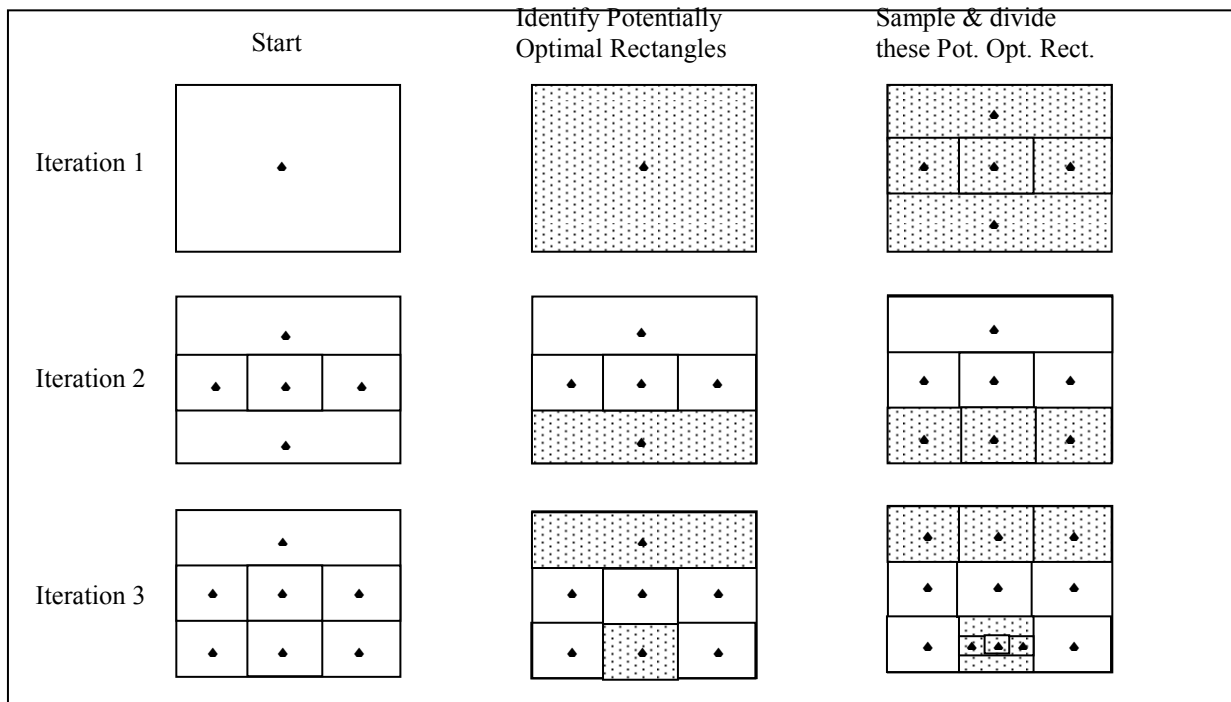 Start
Identify Potentially
Optimal Rectangles
Sample & divide
these Pot. Opt. Rect.
Iteration 1
Iteration 2
Iteration 3